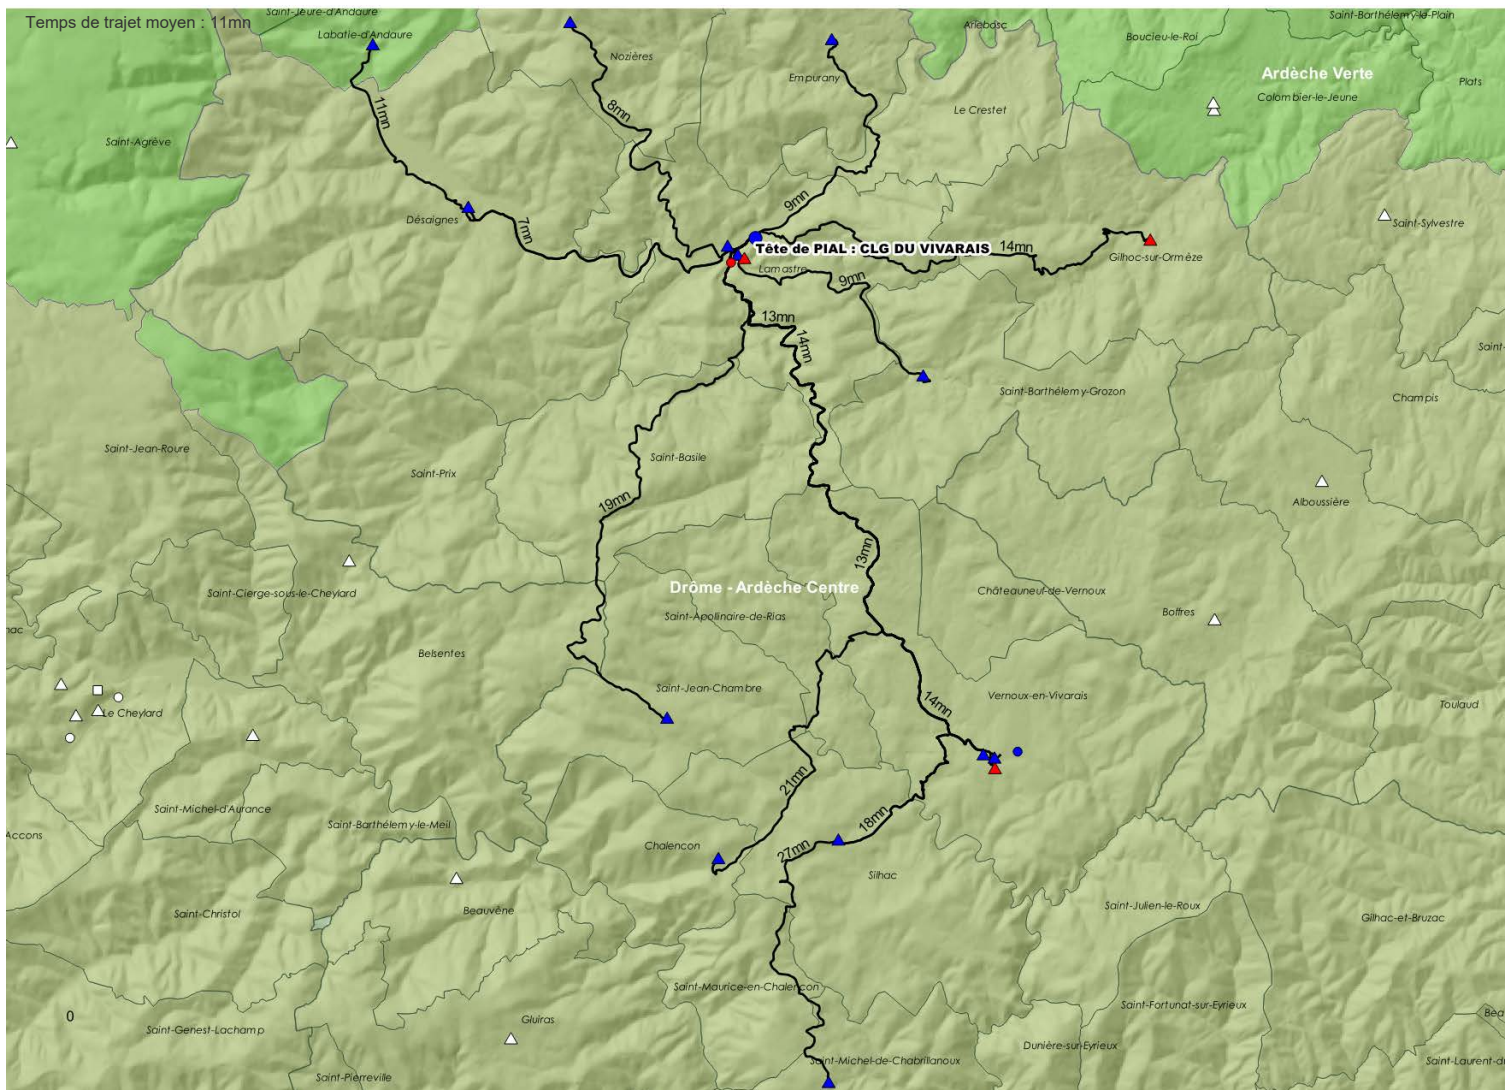 Temps de trajet moyen : 11mn
Saint-Jeure-d'Andaure
Labatie-d'Andaure
Nozières
Empurany
Arlebosc
Boucieu-le-Roi
Saint-Barthélemy-le-Plain
Ardèche Verte
Colombier-le-Jeune
Plats
Le Crestet
Saint-Agrève
11mn
8mn
9mn
Désaignes
7mn
Saint-Sylvestre
Tête de PIAL : CLG DU VIVARAIS
Lamastre
14mn
Gilhoc-sur-Ormèze
9mn
13mn
14mn
Saint-
Saint-Barthélemy-Grozon
Champis
Saint-Jean-Roure
Saint-Prix
Saint-Basile
19mn
Alboussière
13mn
Saint-Cierge-sous-le-Cheylard
Drôme - Ardèche Centre
Châteauneuf-de-Vernoux
Saint-Apolinaire-de-Rias
Boffres
nac
Belsentes
Saint-Jean-Chambre
Vernoux-en-Vivarais
14mn
Toulaud
Le Cheylard
21mn
Saint-Michel-d'Aurance
Saint-Barthélemy-le-Meil
18mn
Accons
Chalencon
27mn
Silhac
Saint-Christol
Beauvène
Saint-Julien-le-Roux
Gilhac-et-Bruzac
Saint-Maurice-en-Chalencon
Saint-Fortunat-sur-Eyrieux
0
Saint-Genest-Lachamp
Gluiras
Dunière-sur-Eyrieux
Saint-Michel-de-Chabrillanoux
Saint-Pierreville